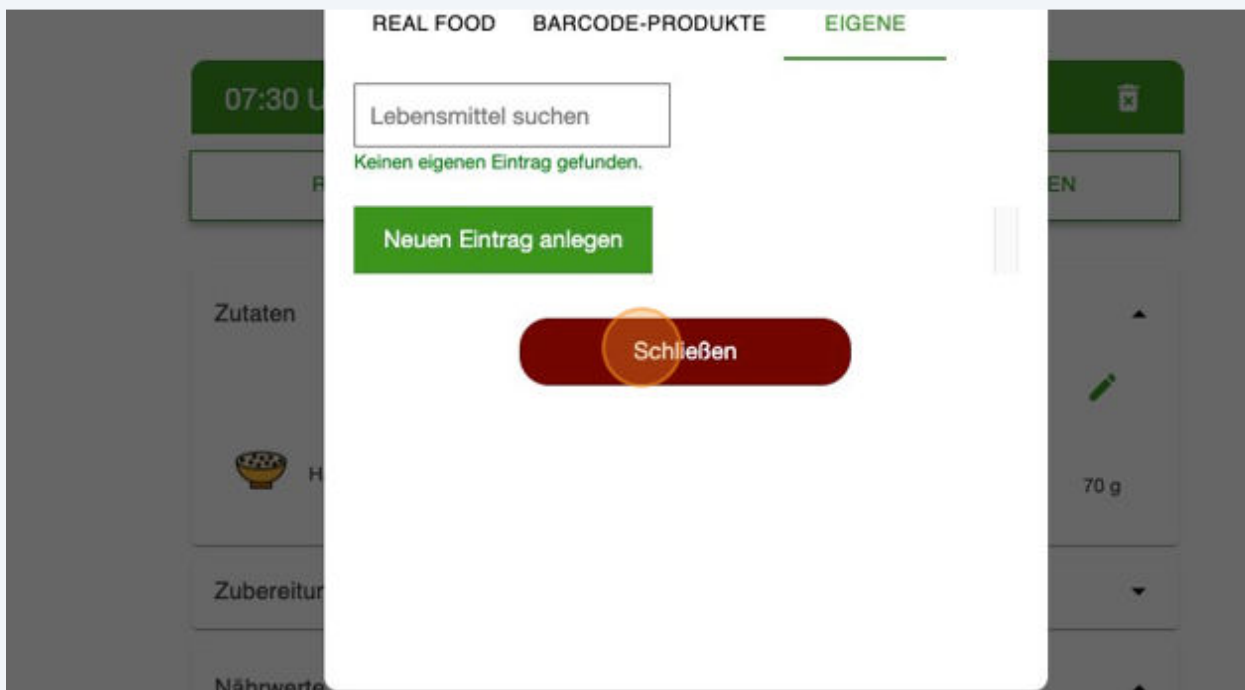 REAL FOOD BARCODE-PRODUKTE EIGENE
07:30 U
Lebensmittel suchen
Keinen eigenen Eintrag gefunden.
R
EN
Neuen Eintrag anlegen
Zutaten
Schließen
H
70 g
Zubereitur
Nährwerte